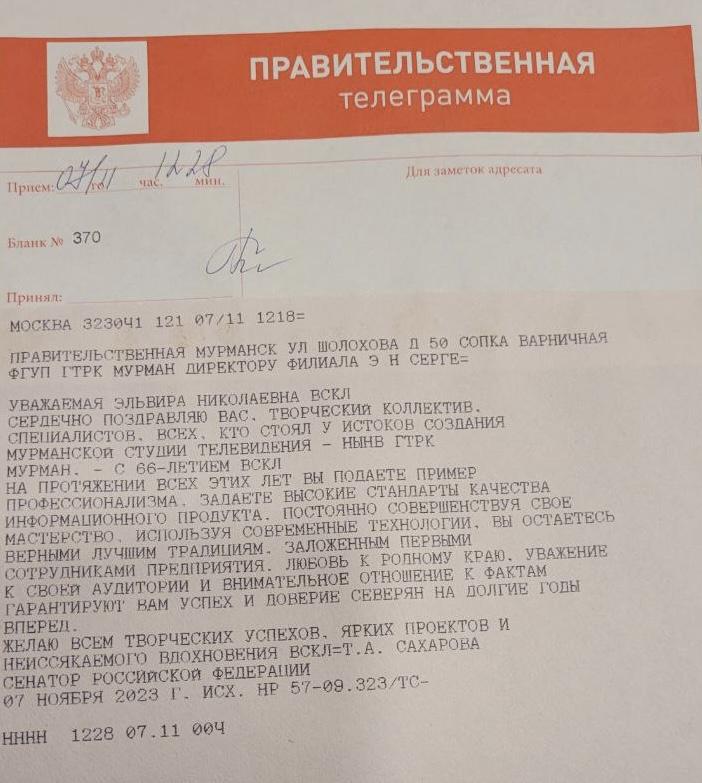 ПРАВИТЕЛЬСТВЕННАЯ
телеграмма
Прием: 07/11 го час. 12 28 мин.
Для заметок адресата
Бланк № 370
Принял:
МОСКВА 323041 121 07/11 1218=
ПРАВИТЕЛЬСТВЕННАЯ МУРМАНСК УЛ ШОЛОХОВА Д 50 СОПКА ВАРНИЧНАЯ
ФГУП ГТРК МУРМАН ДИРЕКТОРУ ФИЛИАЛА Э Н СЕРГЕ=
УВАЖАЕМАЯ ЭЛЬВИРА НИКОЛАЕВНА ВСКЛ
СЕРДЕЧНО ПОЗДРАВЛЯЮ ВАС, ТВОРЧЕСКИЙ КОЛЛЕКТИВ,
СПЕЦИАЛИСТОВ, ВСЕХ, КТО СТОЯЛ У ИСТОКОВ СОЗДАНИЯ
МУРМАНСКОЙ СТУДИИ ТЕЛЕВИДЕНИЯ - НЫНВ ГТРК
МУРМАН, - С 66-ЛЕТИЕМ ВСКЛ
НА ПРОТЯЖЕНИИ ВСЕХ ЭТИХ ЛЕТ ВЫ ПОДАЕТЕ ПРИМЕР
ПРОФЕССИОНАЛИЗМА, ЗАДАЕТЕ ВЫСОКИЕ СТАНДАРТЫ КАЧЕСТВА
ИНФОРМАЦИОННОГО ПРОДУКТА. ПОСТОЯННО СОВЕРШЕНСТВУЯ СВОЕ
МАСТЕРСТВО, ИСПОЛЬЗУЯ СОВРЕМЕННЫЕ ТЕХНОЛОГИИ, ВЫ ОСТАЕТЕСЬ
ВЕРНЫМИ ЛУЧШИМ ТРАДИЦИЯМ, ЗАЛОЖЕННЫМ ПЕРВЫМИ
СОТРУДНИКАМИ ПРЕДПРИЯТИЯ. ЛЮБОВЬ К РОДНОМУ КРАЮ, УВАЖЕНИЕ
К СВОЕЙ АУДИТОРИИ И ВНИМАТЕЛЬНОЕ ОТНОШЕНИЕ К ФАКТАМ
ГАРАНТИРУЮТ ВАМ УСПЕХ И ДОВЕРИЕ СЕВЕРЯН НА ДОЛГИЕ ГОДЫ
ВПЕРЕД.
ЖЕЛАЮ ВСЕМ ТВОРЧЕСКИХ УСПЕХОВ, ЯРКИХ ПРОЕКТОВ И
НЕИССЯКАЕМОГО ВДОХНОВЕНИЯ ВСКЛ=Т.А. САХАРОВА
СЕНАТОР РОССИЙСКОЙ ФЕДЕРАЦИИ
07 НОЯБРЯ 2023 Г. ИСХ. НР 57-09.323/ТС-
НННН 1228 07.11 004